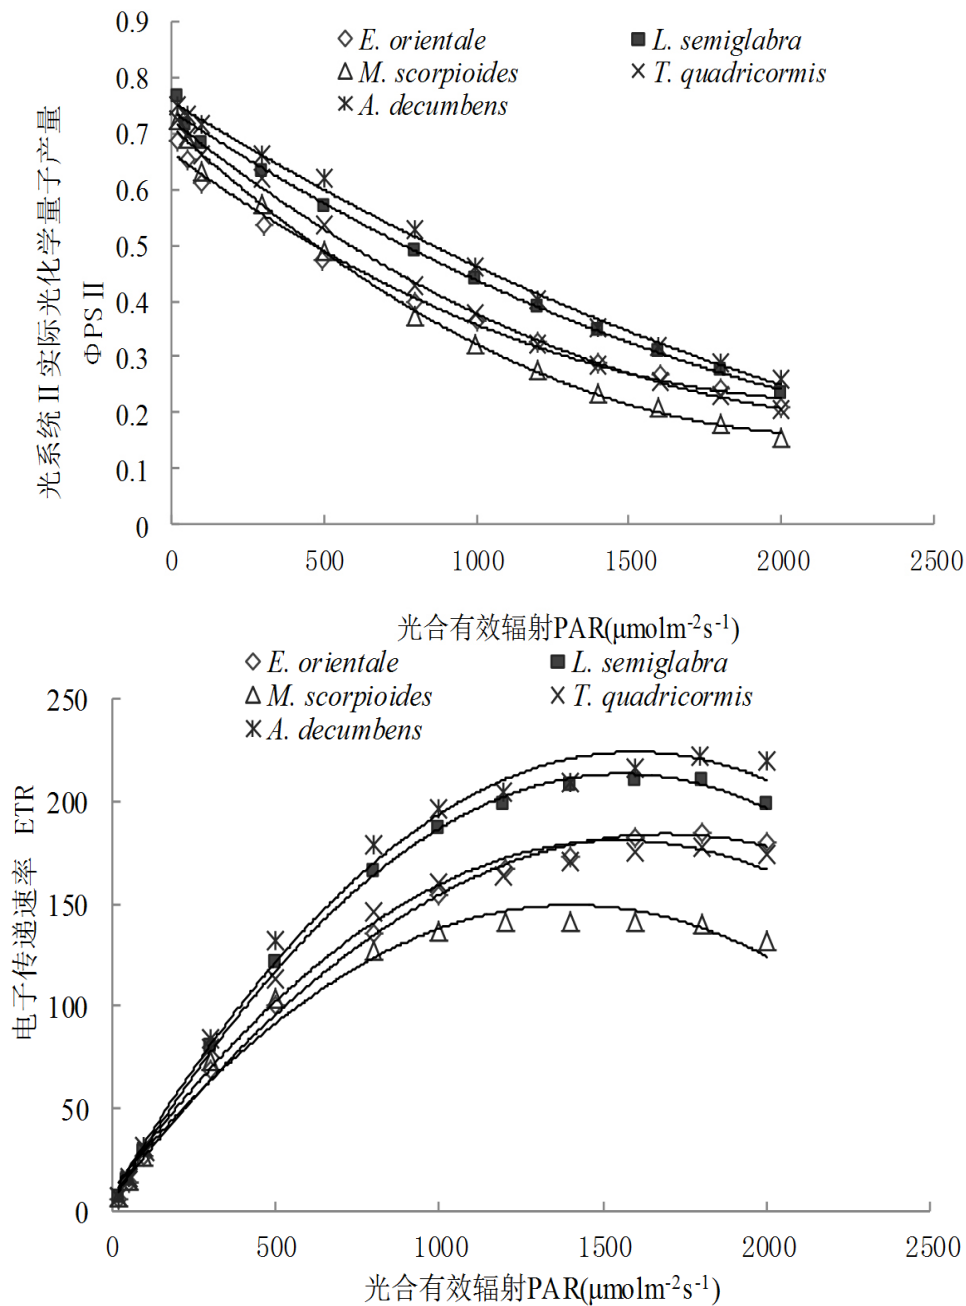 0.9
0.8
0.7
0.6
0.5
0.4
0.3
0.2
0.1
0
光系统Ⅱ实际光化学量子产量
ΦPSⅡ
E. orientale
L. semiglabra
M. scorpioides
T. quadricormis
A. decumbens
0 500 1000 1500 2000 2500
光合有效辐射PAR(μmolm-2s-1)
E. orientale
L. semiglabra
M. scorpioides
T. quadricormis
A. decumbens
250
200
150
100
50
0
电子传递速率 ETR
0 500 1000 1500 2000 2500
光合有效辐射PAR(μmolm-2s-1)